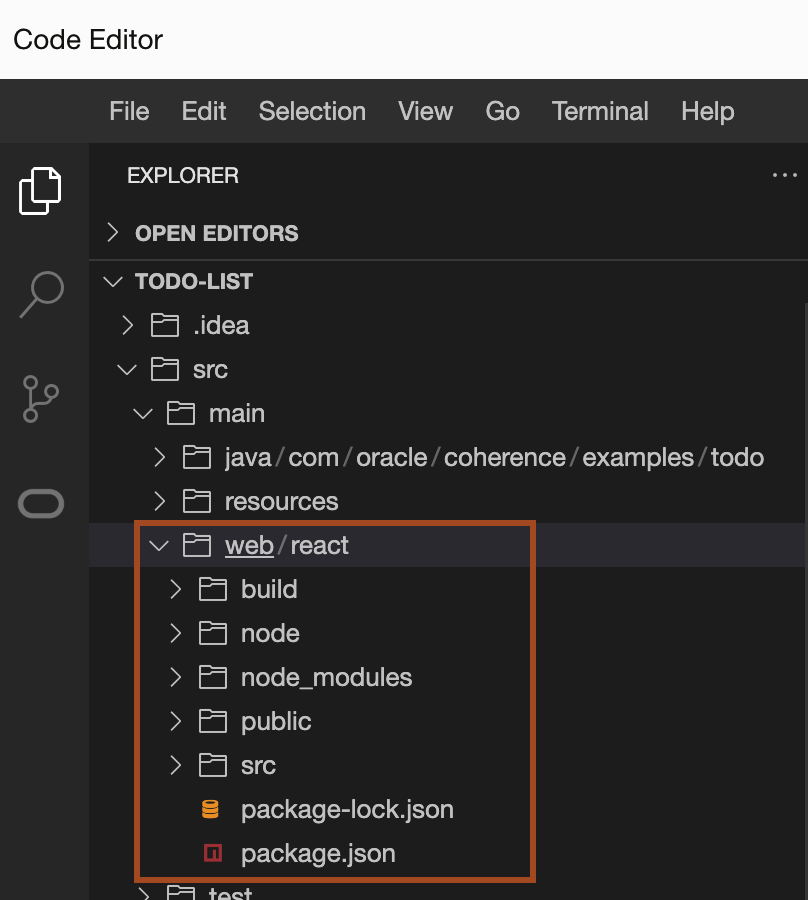 Code Editor
File Edit Selection View Go Terminal Help
EXPLORER
OPEN EDITORS
TODO-LIST
.idea
src
main
java/com/oracle/coherence/examples/todo
resources
web/react
build
node
node_modules
public
src
package-lock.json
package.json
test